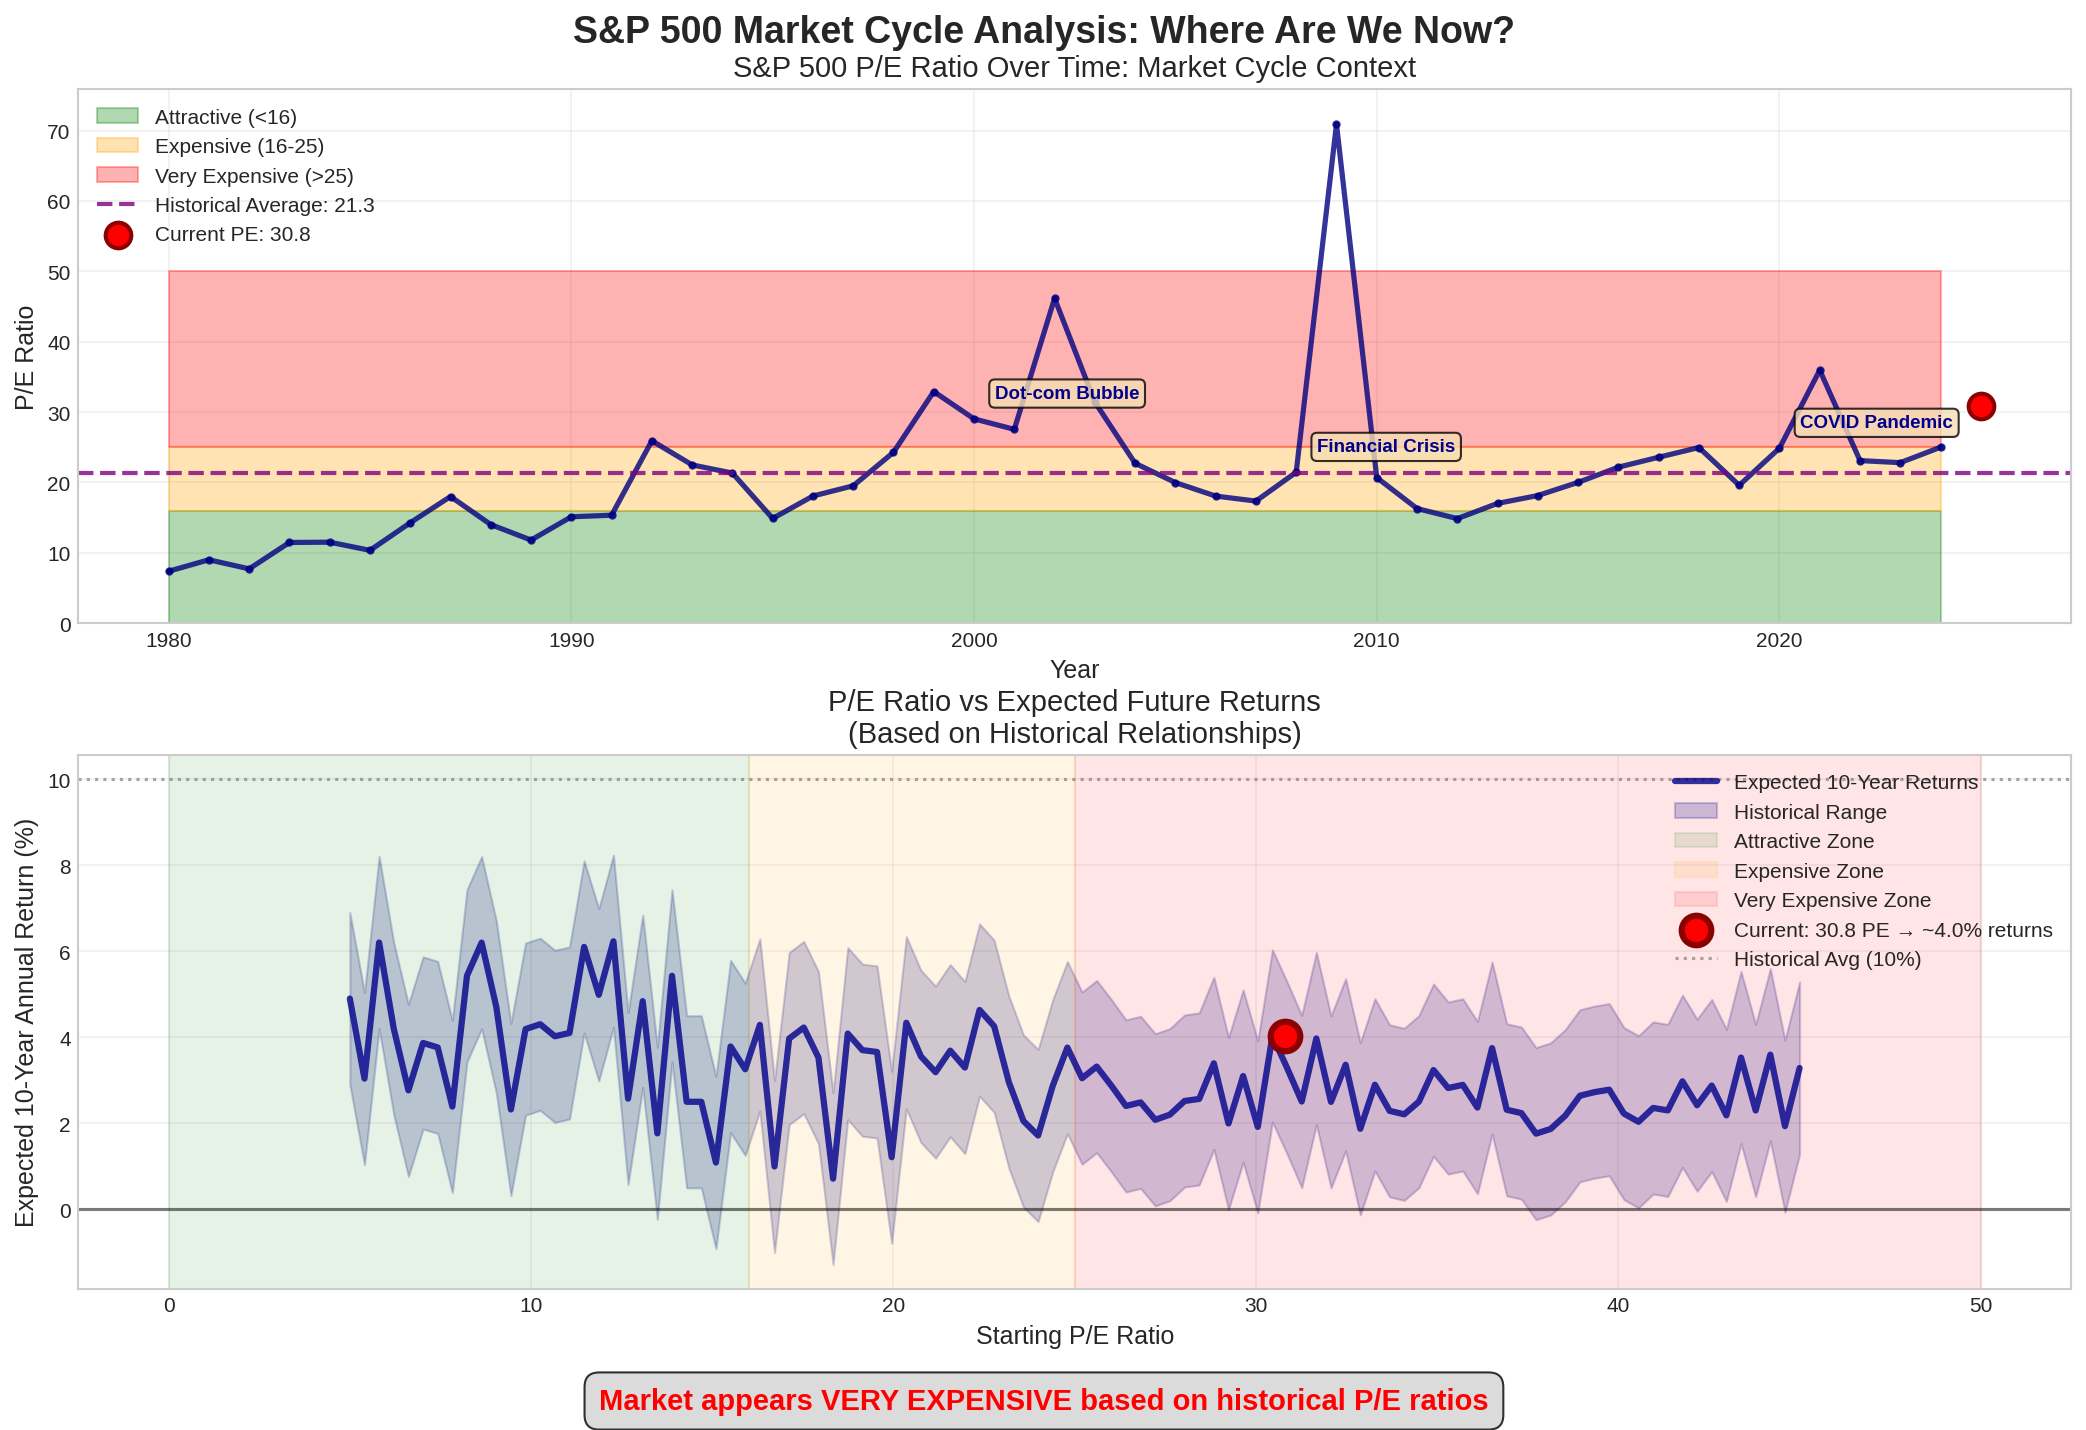 S&P 500 Market Cycle Analysis: Where Are We Now?
S&P 500 P/E Ratio Over Time: Market Cycle Context
Attractive (<16)
Expensive (16-25)
Very Expensive (>25)
Historical Average: 21.3
Current PE: 30.8
P/E Ratio
70
60
50
40
30
20
10
0
Dot-com Bubble
Financial Crisis
COVID Pandemic
1980
1990
2000
2010
2020
Year
P/E Ratio vs Expected Future Returns
(Based on Historical Relationships)
Expected 10-Year Annual Return (%)
10
8
6
4
2
0
Expected 10-Year Returns
Historical Range
Attractive Zone
Expensive Zone
Very Expensive Zone
Current: 30.8 PE → ~4.0% returns
Historical Avg (10%)
0
10
20
30
40
50
Starting P/E Ratio
Market appears VERY EXPENSIVE based on historical P/E ratios